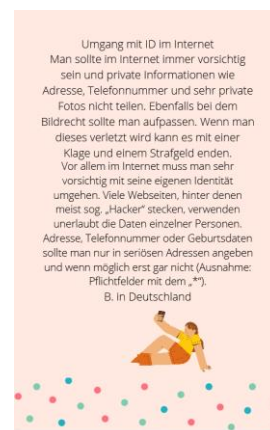 Umgang mit ID im Internet
Man sollte im Internet immer vorsichtig
sein und private Informationen wie
Adresse, Telefonnummer und sehr private
Fotos nicht teilen. Ebenfalls bei dem
Bildrecht sollte man aufpassen. Wenn man
dieses verletzt wird kann es mit einer
Klage und einem Strafgeld enden.
Vor allem im Internet muss man sehr
vorsichtig mit seine eigenen Identität
umgehen. Viele Webseiten, hinter denen
meist sog. „Hacker" stecken, verwenden
unerlaubt die Daten einzelner Personen.
Adresse, Telefonnummer oder Geburtsdaten
sollte man nur in seriösen Adressen angeben
und wenn möglich erst gar nicht (Ausnahme:
Pflichtfelder mit dem „*").
B. in Deutschland